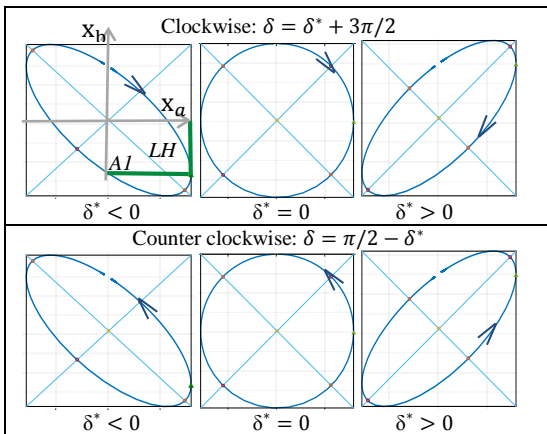 Clockwise: δ = δ* + 3π/2
x_b
x_a
A1
LH
δ* < 0
δ* = 0
δ* > 0
Counter clockwise: δ = π/2 − δ*
δ* < 0
δ* = 0
δ* > 0